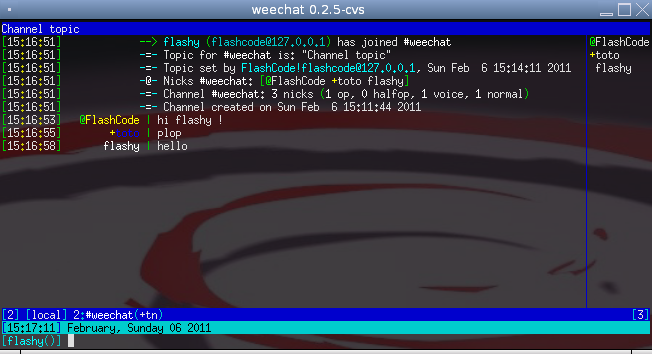 weechat 0.2.5-cvs
Channel topic
[15:16:51] --> flashy (flashcode@127.0.0.1) has joined #weechat
[15:16:51] -=- Topic for #weechat is: "Channel topic"
[15:16:51] -=- Topic set by FlashCode!flashcode@127.0.0.1, Sun Feb  6 15:14:11 2011
[15:16:51] -@- Nicks #weechat: [@FlashCode +toto flashy]
[15:16:51] -=- Channel #weechat: 3 nicks (1 op, 0 halfop, 1 voice, 1 normal)
[15:16:51] -=- Channel created on Sun Feb  6 15:11:44 2011
[15:16:53] @FlashCode | hi flashy !
[15:16:55] + | plop
[15:16:58] flashy | hello
@FlashCode
+toto
flashy
[2] [local] 2:#weechat(+tn) [3]
[15:17:11] February, Sunday 06 2011
[flashy()]